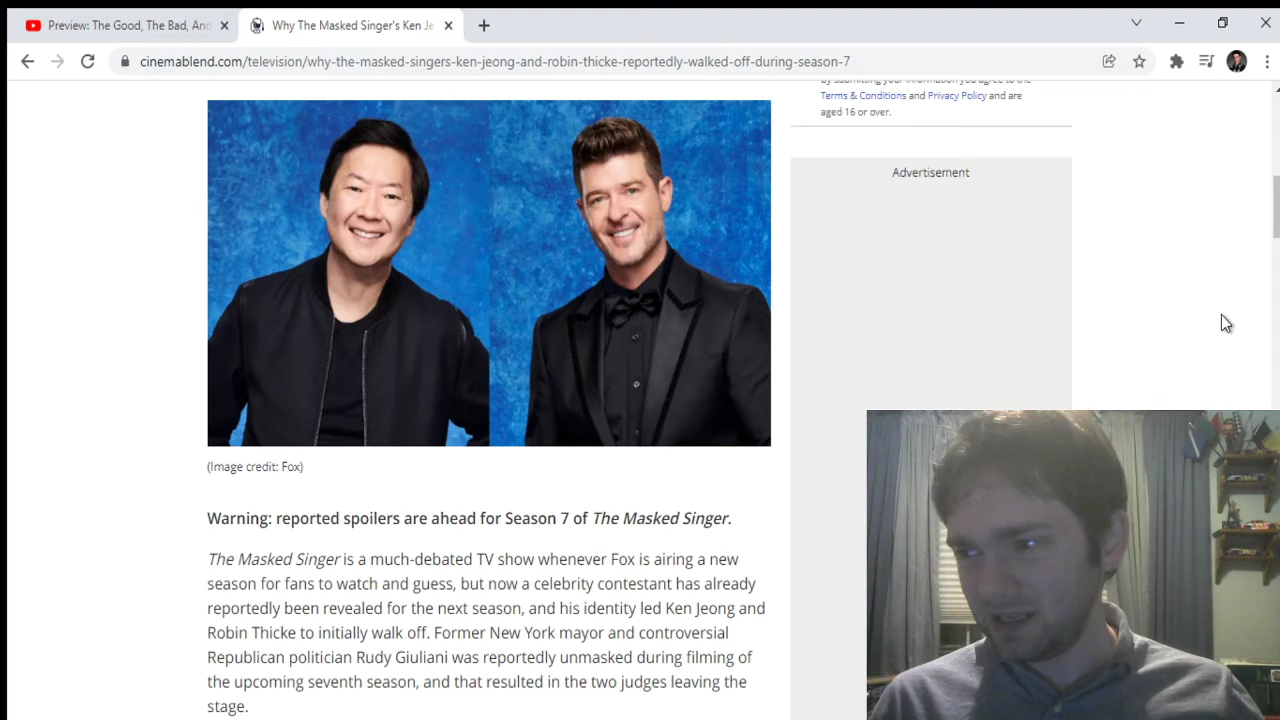 Preview: The Good, The Bad, And
Why The Masked Singer's Ken Je
cinemablend.com/television/why-the-masked-singers-ken-jeong-and-robin-thicke-reportedly-walked-off-during-season-7
By submitting your information you agree to the
Terms & Conditions and Privacy Policy and are
aged 16 or over.
Advertisement
(Image credit: Fox)
Warning: reported spoilers are ahead for Season 7 of The Masked Singer.
The Masked Singer is a much-debated TV show whenever Fox is airing a new
season for fans to watch and guess, but now a celebrity contestant has already
reportedly been revealed for the next season, and his identity led Ken Jeong and
Robin Thicke to initially walk off. Former New York mayor and controversial
Republican politician Rudy Giuliani was reportedly unmasked during filming of
the upcoming seventh season, and that resulted in the two judges leaving the
stage.